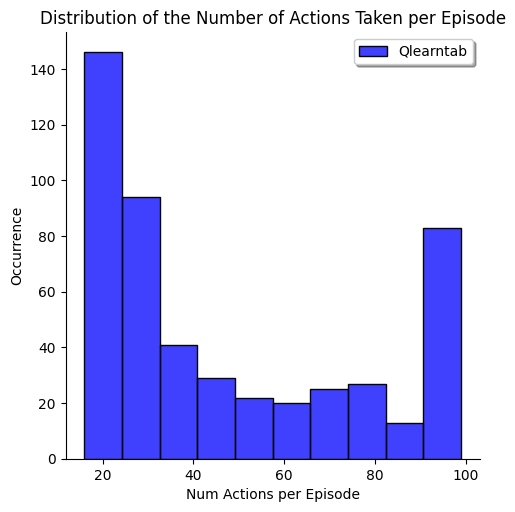 Distribution of the Number of Actions Taken per Episode
Qlearntab
140
120
100
80
60
40
20
0
Occurrence
20 40 60 80 100
Num Actions per Episode